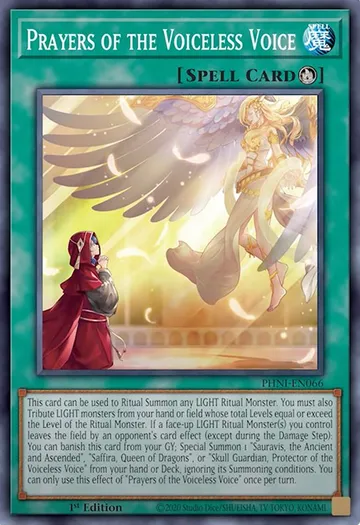 PRAYERS OF THE VOICELESS VOICE
SPELL
魔
[SPELL CARD]
PHNI-EN066
This card can be used to Ritual Summon any LIGHT Ritual Monster. You must also
Tribute LIGHT monsters from your hand or field whose total Levels equal or exceed
the Level of the Ritual Monster. If a face-up LIGHT Ritual Monster(s) you control
leaves the field by an opponent's card effect (except during the Damage Step):
You can banish this card from your GY; Special Summon 1 "Sauravis, the Ancient
and Ascended", "Saffira, Queen of Dragons", or "Skull Guardian, Protector of the
Voiceless Voice" from your hand or Deck, ignoring its Summoning conditions. You
can only use this effect of "Prayers of the Voiceless Voice" once per turn.
1st Edition
©2020 Studio Dice/SHUEISHA, TV TOKYO, KONAMI